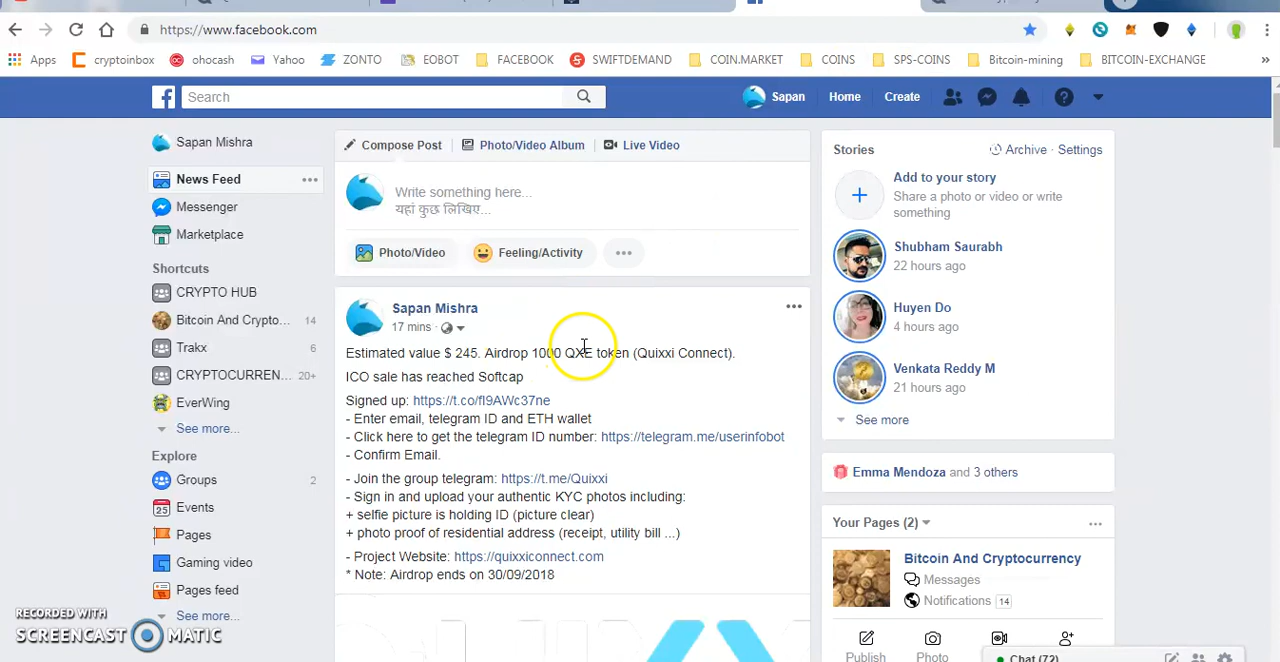 https://www.facebook.com
Apps cryptoinbox ohocash Yahoo ZONTO EOBOT FACEBOOK SWIFTDEMAND COIN.MARKET COINS SPS-COINS Bitcoin-mining BITCOIN-EXCHANGE »
Search
Sapan Home Create
Sapan Mishra
News Feed
Messenger
Marketplace
Shortcuts
CRYPTO HUB
Bitcoin And Crypto... 14
Trakx 6
CRYPTOCURREN... 20+
EverWing
See more...
Explore
Groups 2
Events
25
Pages
Gaming video
Pages feed
See more...
Compose Post Photo/Video Album Live Video
Write something here...
यहां कुछ लिखिए...
Photo/Video Feeling/Activity
Sapan Mishra
17 mins
Estimated value $ 245. Airdrop 1000 QXE token (Quixxi Connect).
ICO sale has reached Softcap
Signed up: https://t.co/fI9AWc37ne
- Enter email, telegram ID and ETH wallet
- Click here to get the telegram ID number: https://telegram.me/userinfobot
- Confirm Email.
- Join the group telegram: https://t.me/Quixxi
- Sign in and upload your authentic KYC photos including:
+ selfie picture is holding ID (picture clear)
+ photo proof of residential address (receipt, utility bill ...)
- Project Website: https://quixxiconnect.com
* Note: Airdrop ends on 30/09/2018
Stories Archive · Settings
Add to your story
Share a photo or video or write
something
Shubham Saurabh
22 hours ago
Huyen Do
4 hours ago
Venkata Reddy M
21 hours ago
See more
Emma Mendoza and 3 others
Your Pages (2)
Bitcoin And Cryptocurrency
Messages
Notifications 14
Publish Photo
Chat (72)
RECORDED WITH
SCREENCAST MATIC